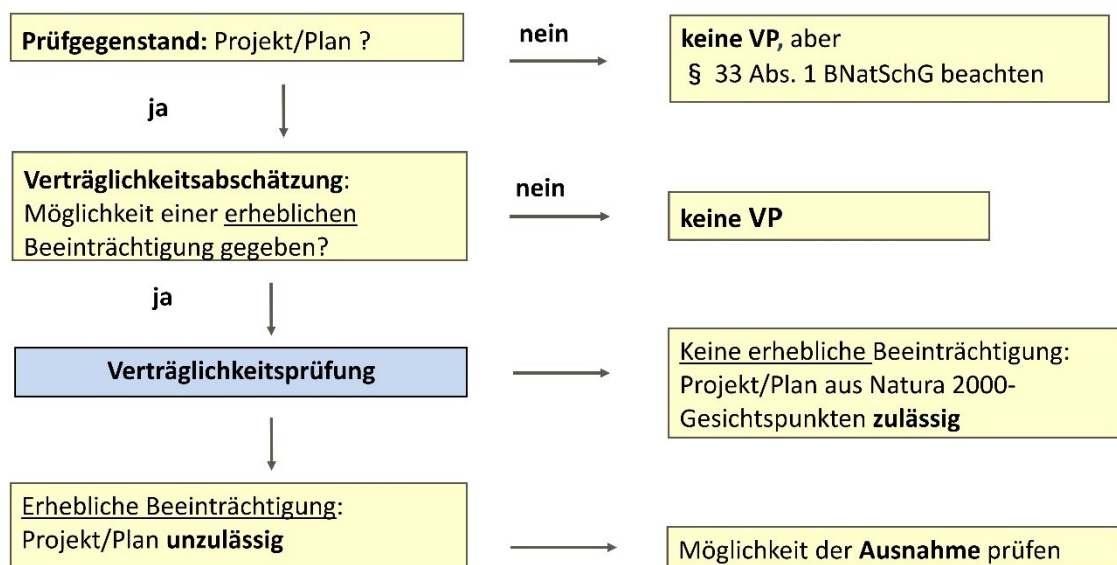 Prüfgegenstand: Projekt/Plan ?
nein
keine VP, aber
§ 33 Abs. 1 BNatSchG beachten
ja
Verträglichkeitsabschätzung:
Möglichkeit einer erheblichen
Beeinträchtigung gegeben?
nein
keine VP
ja
Verträglichkeitsprüfung
Keine erhebliche Beeinträchtigung:
Projekt/Plan aus Natura 2000-
Gesichtspunkten zulässig
Erhebliche Beeinträchtigung:
Projekt/Plan unzulässig
Möglichkeit der Ausnahme prüfen